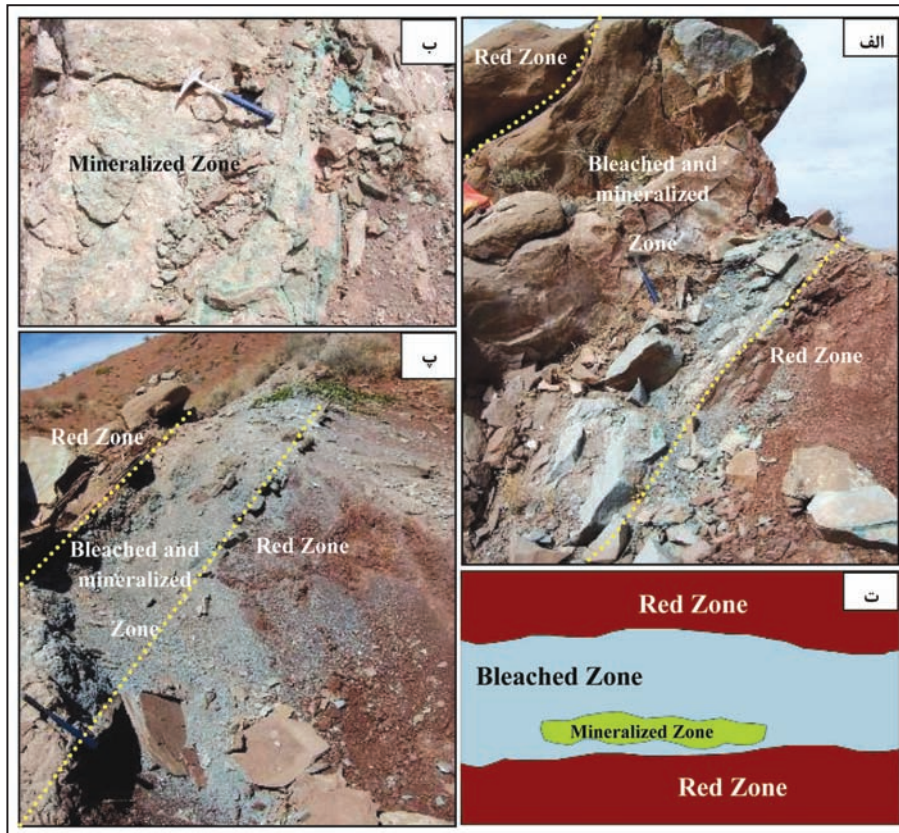 الف
Red Zone
Bleached and
mineralized
Zone
Red Zone
ب
Mineralized Zone
پ
Red Zone
Bleached and
mineralized
Zone
Red Zone
ت
Red Zone
Bleached Zone
Mineralized Zone
Red Zone